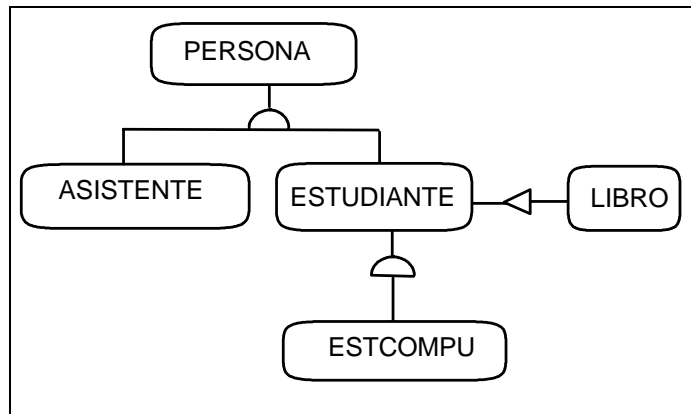 PERSONA
ASISTENTE
ESTUDIANTE
LIBRO
ESTCOMPU